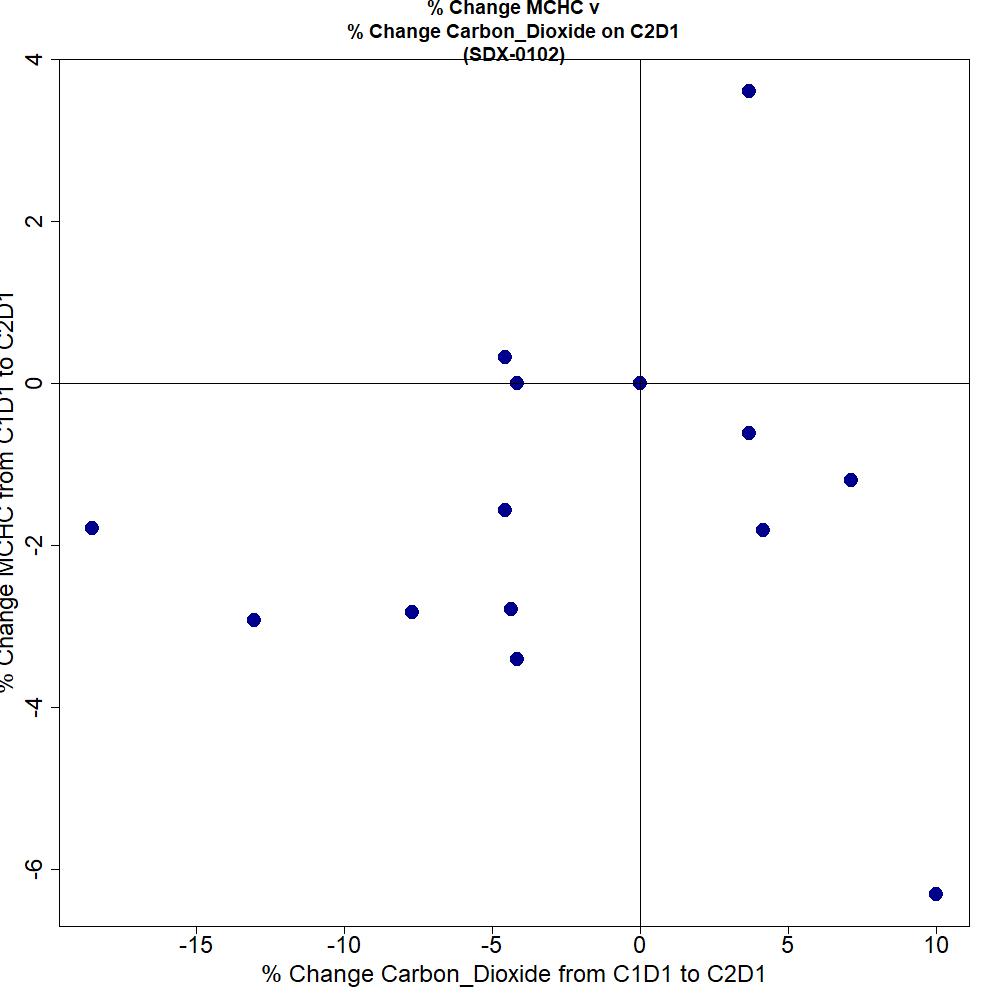 % Change MCHC v
% Change Carbon_Dioxide on C2D1
(SDX-0102)
4
2
0
-2
-4
-6
% Change MCHC from C1D1 to C2D1
-15
-10
-5
0
5
10
% Change Carbon_Dioxide from C1D1 to C2D1